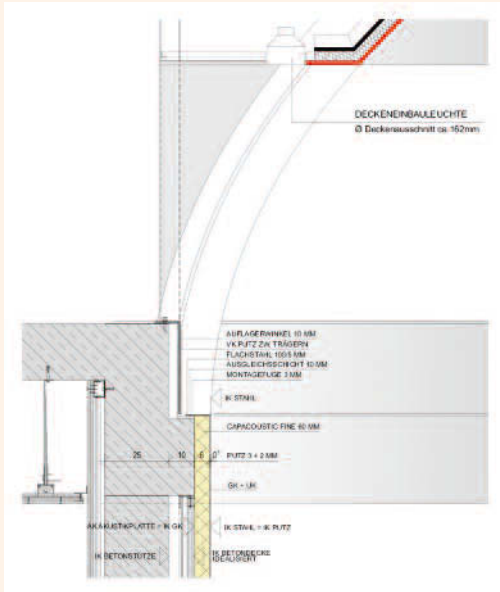 DECKENEINBAULEUCHTE
Ø Deckenausschnitt ca. 162mm
AUFLAGERWINKEL 10 MM
VK PUTZ ZW. TRÄGERN
FLACHSTAHL 100/5 MM
AUSGLEICHSSCHICHT 10 MM
MONTAGEFUGE 3 MM
IK STAHL
CAPACOUSTIC FINE 60 MM
25 10 6 PUTZ 3 + 2 MM
GK + UK
AK AKUSTIKPLATTE = IK GK
IK STAHL = IK PUTZ
IK BETONSTÜTZE
IK BETONDECKE
IDEALISIERT